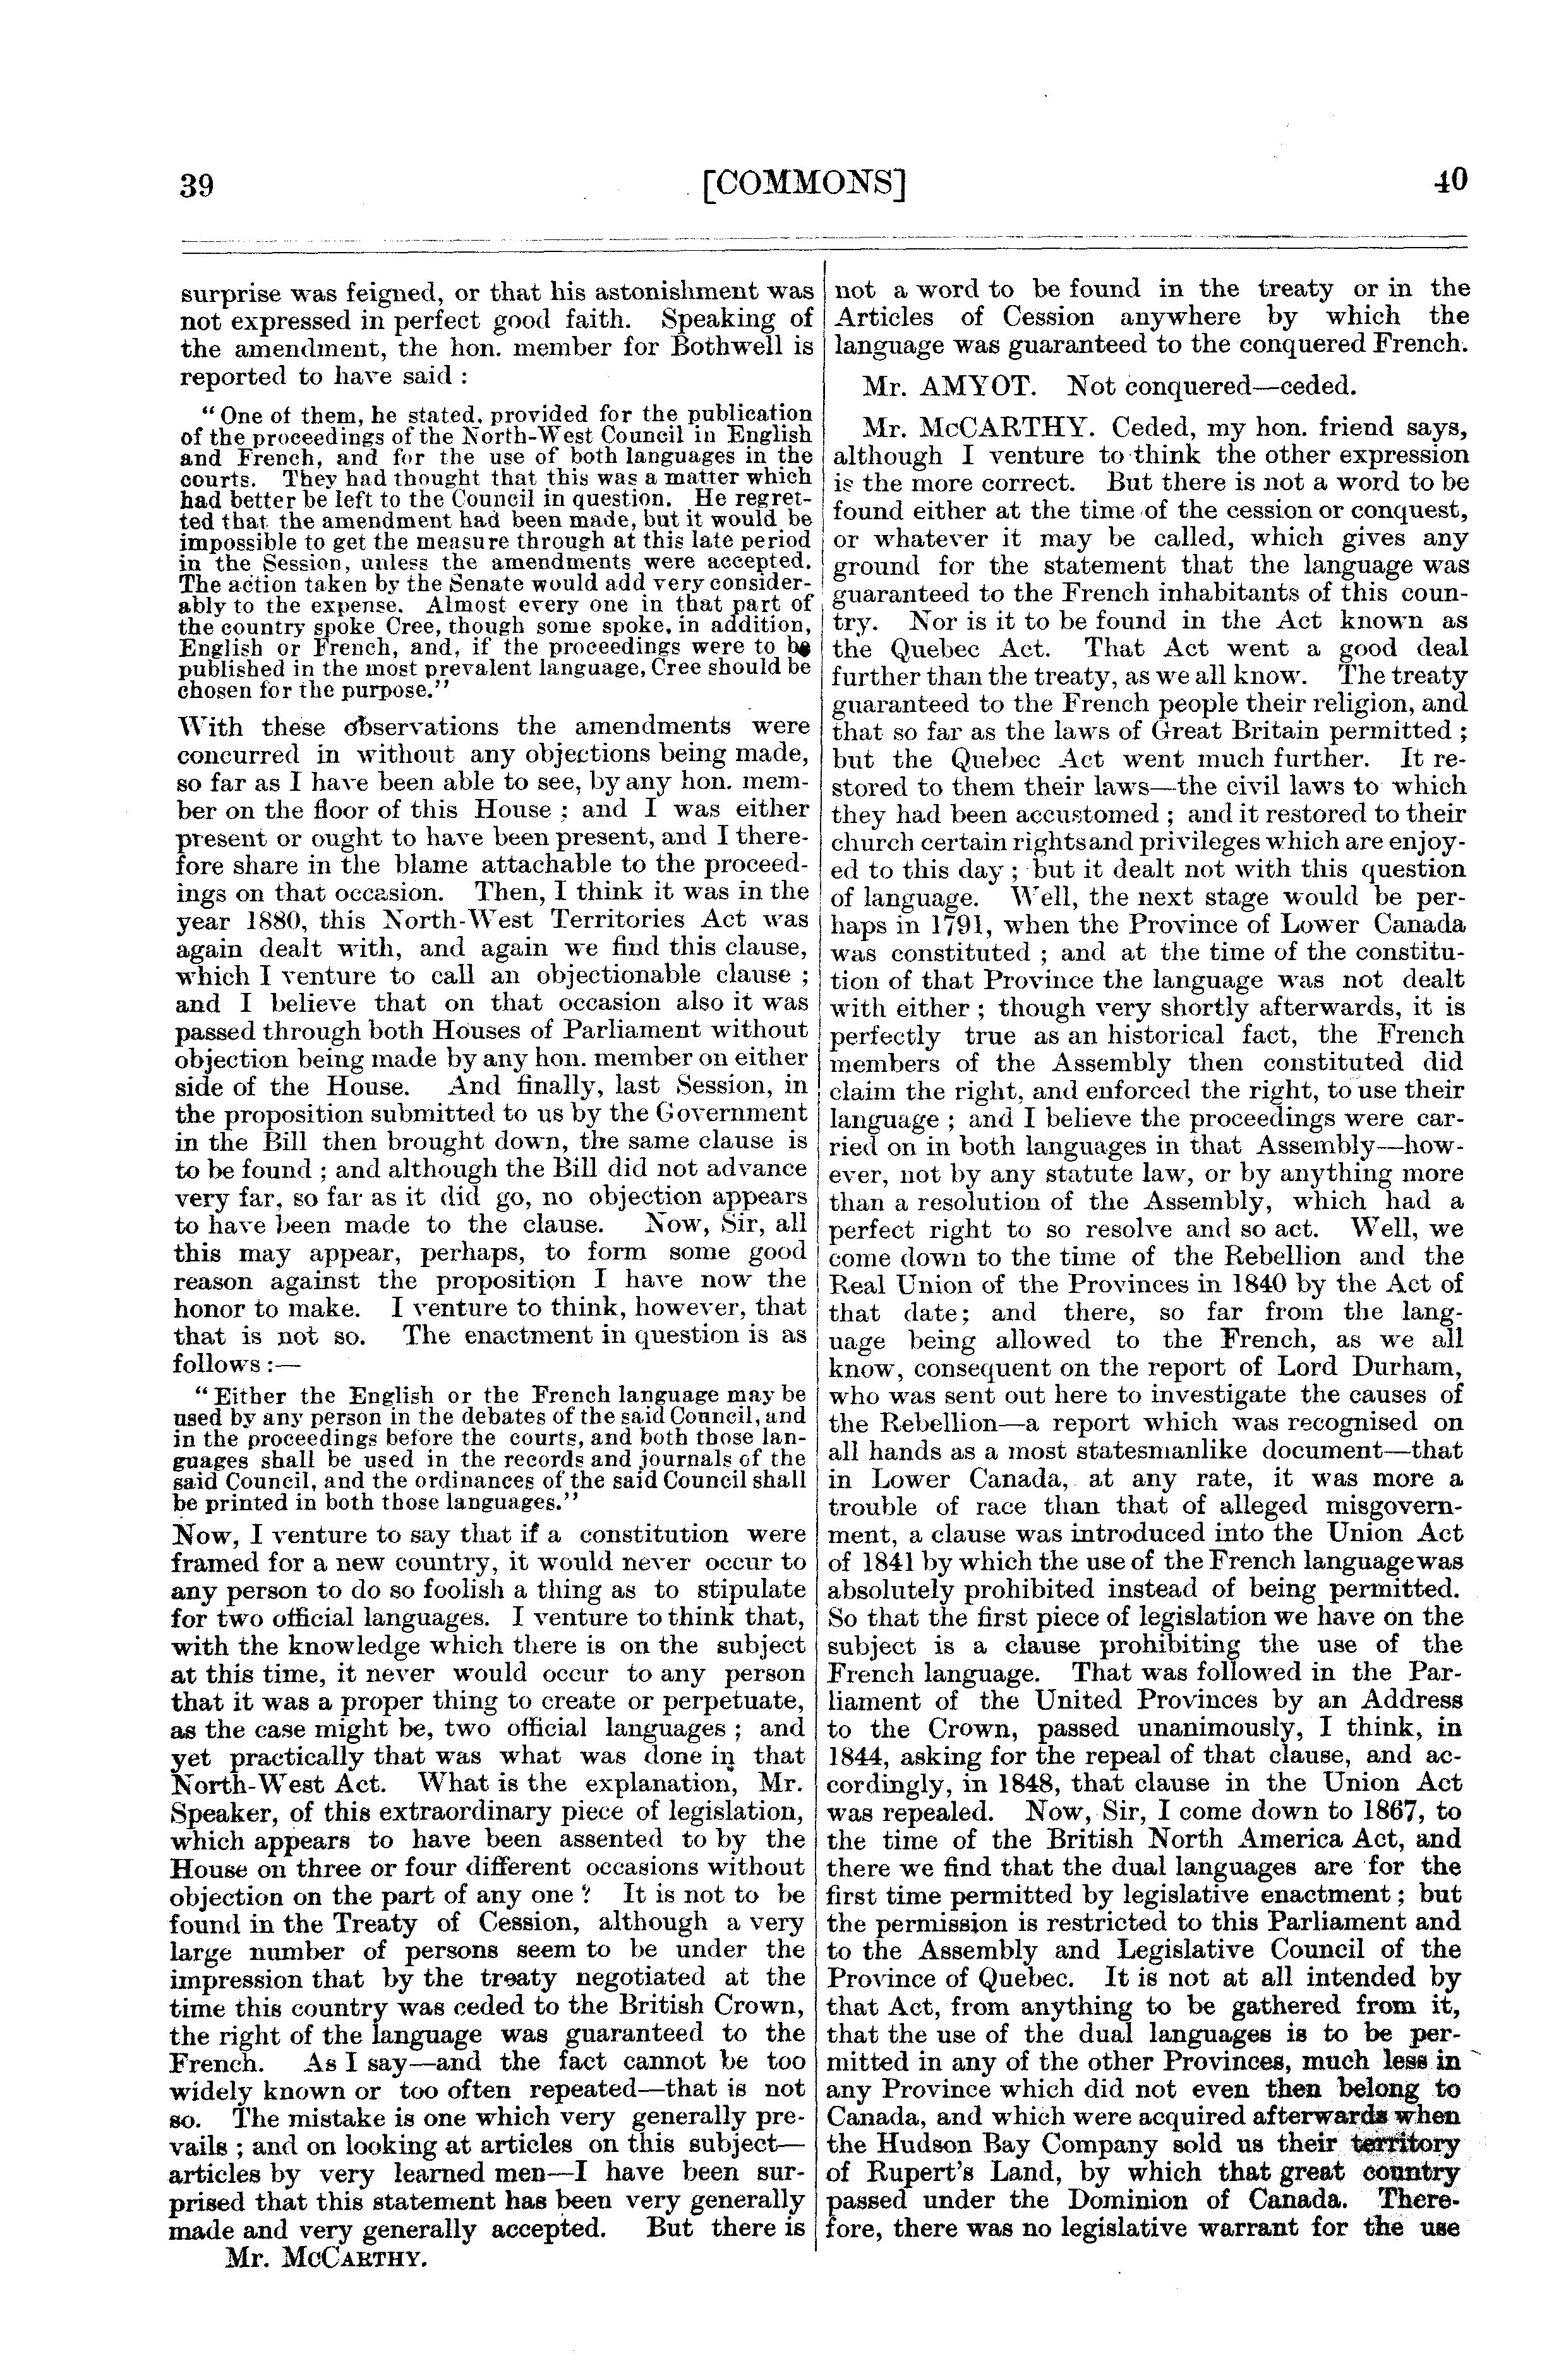 39
[COMMONS]
40
surprise was feigned, or that his astonishment was
not expressed in perfect good faith. Speaking of
the amendment, the hon. member for Bothwell is
reported to have said :
" One of them, he stated, provided for the publication
of the proceedings of the North-West Council in English
and French, and for the use of both languages in the
courts. They had thought that this was a matter which
had better be left to the Council in question. He regret-
ted that the amendment had been made, but it would be
impossible to get the measure through at this late period
in the Session, unless the amendments were accepted.
The action taken by the Senate would add very consider-
ably to the expense. Almost every one in that part of
the country spoke Cree, though some spoke, in addition,
English or French, and, if the proceedings were to be
published in the most prevalent language, Cree should be
chosen for the purpose."
With these observations the amendments were
concurred in without any objections being made,
so far as I have been able to see, by any hon. mem-
ber on the floor of this House ; and I was either
present or ought to have been present, and I there-
fore share in the blame attachable to the proceed-
ings on that occasion. Then, I think it was in the
year 1880, this North-West Territories Act was
again dealt with, and again we find this clause,
which I venture to call an objectionable clause ;
and I believe that on that occasion also it was
passed through both Houses of Parliament without
objection being made by any hon. member on either
side of the House. And finally, last Session, in
the proposition submitted to us by the Government
in the Bill then brought down, the same clause is
to be found ; and although the Bill did not advance
very far, so far as it did go, no objection appears
to have been made to the clause. Now, Sir, all
this may appear, perhaps, to form some good
reason against the proposition I have now the
honor to make. I venture to think, however, that
that is not so. The enactment in question is as
follows :—
" Either the English or the French language may be
used by any person in the debates of the said Council, and
in the proceedings before the courts, and both those lan-
guages shall be used in the records and journals of the
said Council, and the ordinances of the said Council shall
be printed in both those languages."
Now, I venture to say that if a constitution were
framed for a new country, it would never occur to
any person to do so foolish a thing as to stipulate
for two official languages. I venture to think that,
with the knowledge which there is on the subject
at this time, it never would occur to any person
that it was a proper thing to create or perpetuate,
as the case might be, two official languages ; and
yet practically that was what was done in that
North-West Act. What is the explanation, Mr.
Speaker, of this extraordinary piece of legislation,
which appears to have been assented to by the
House on three or four different occasions without
objection on the part of any one ? It is not to be
found in the Treaty of Cession, although a very
large number of persons seem to be under the
impression that by the treaty negotiated at the
time this country was ceded to the British Crown,
the right of the language was guaranteed to the
French. As I say—and the fact cannot be too
widely known or too often repeated—that is not
so. The mistake is one which very generally pre-
vails ; and on looking at articles on this subject—
articles by very learned men—I have been sur-
prised that this statement has been very generally
made and very generally accepted. But there is
Mr. McCARTHY.
not a word to be found in the treaty or in the
Articles of Cession anywhere by which the
language was guaranteed to the conquered French.
Mr. AMYOT. Not conquered—ceded.
Mr. McCARTHY. Ceded, my hon. friend says,
although I venture to think the other expression
is the more correct. But there is not a word to be
found either at the time of the cession or conquest,
or whatever it may be called, which gives any
ground for the statement that the language was
guaranteed to the French inhabitants of this coun-
try. Nor is it to be found in the Act known as
the Quebec Act. That Act went a good deal
further than the treaty, as we all know. The treaty
guaranteed to the French people their religion, and
that so far as the laws of Great Britain permitted ;
but the Quebec Act went much further. It re-
stored to them their laws—the civil laws to which
they had been accustomed ; and it restored to their
church certain rights and privileges which are enjoy-
ed to this day ; but it dealt not with this question
of language. Well, the next stage would be per-
haps in 1791, when the Province of Lower Canada
was constituted ; and at the time of the constitu-
tion of that Province the language was not dealt
with either ; though very shortly afterwards, it is
perfectly true as an historical fact, the French
members of the Assembly then constituted did
claim the right, and enforced the right, to use their
language ; and I believe the proceedings were car-
ried on in both languages in that Assembly—how-
ever, not by any statute law, or by anything more
than a resolution of the Assembly, which had a
perfect right to so resolve and so act. Well, we
come down to the time of the Rebellion and the
Real Union of the Provinces in 1840 by the Act of
that date; and there, so far from the lang-
uage being allowed to the French, as we all
know, consequent on the report of Lord Durham,
who was sent out here to investigate the causes of
the Rebellion—a report which was recognised on
all hands as a most statesmanlike document—that
in Lower Canada, at any rate, it was more a
trouble of race than that of alleged misgovern-
ment, a clause was introduced into the Union Act
of 1841 by which the use of the French language was
absolutely prohibited instead of being permitted.
So that the first piece of legislation we have on the
subject is a clause prohibiting the use of the
French language. That was followed in the Par-
liament of the United Provinces by an Address
to the Crown, passed unanimously, I think, in
1844, asking for the repeal of that clause, and ac-
cordingly, in 1848, that clause in the Union Act
was repealed. Now, Sir, I come down to 1867, to
the time of the British North America Act, and
there we find that the dual languages are for the
first time permitted by legislative enactment ; but
the permission is restricted to this Parliament and
to the Assembly and Legislative Council of the
Province of Quebec. It is not at all intended by
that Act, from anything to be gathered from it,
that the use of the dual languages is to be per-
mitted in any of the other Provinces, much less in
any Province which did not even then belong to
Canada, and which were acquired afterwards when
the Hudson Bay Company sold us their territory
of Rupert's Land, by which that great country
passed under the Dominion of Canada. There-
fore, there was no legislative warrant for the use